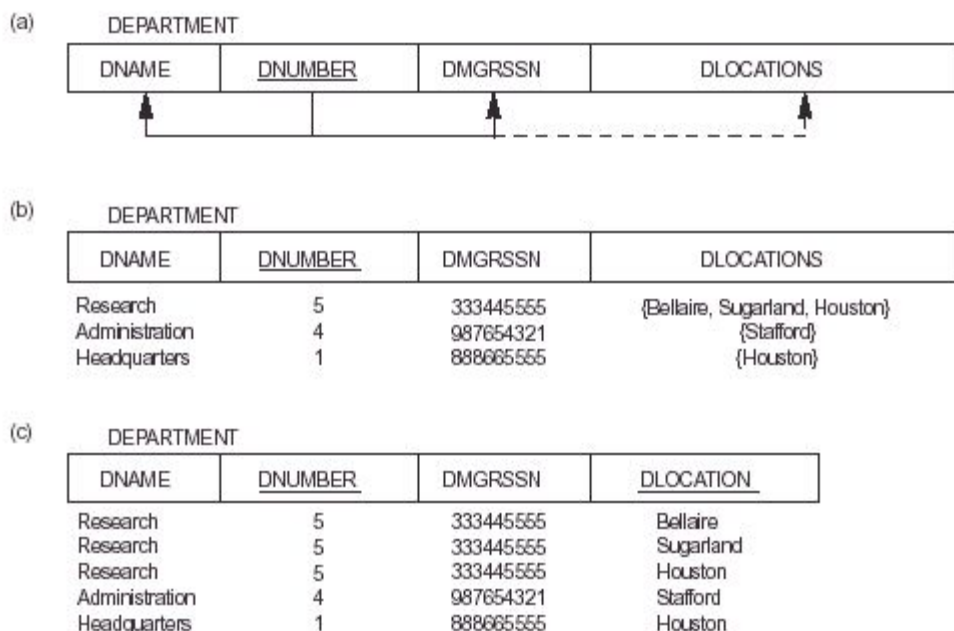 (a) DEPARTMENT
DNAME DNUMBER DMGRSSN DLOCATIONS
(b) DEPARTMENT
DNAME DNUMBER DMGRSSN DLOCATIONS
Research 5 333445555 {Bellaire, Sugarland, Houston}
Administration 4 987654321 {Stafford}
Headquarters 1 888665555 {Houston}
(c) DEPARTMENT
DNAME DNUMBER DMGRSSN DLOCATION
Research 5 333445555 Bellaire
Research 5 333445555 Sugarland
Research 5 333445555 Houston
Administration 4 987654321 Stafford
Headquarters 1 888665555 Houston